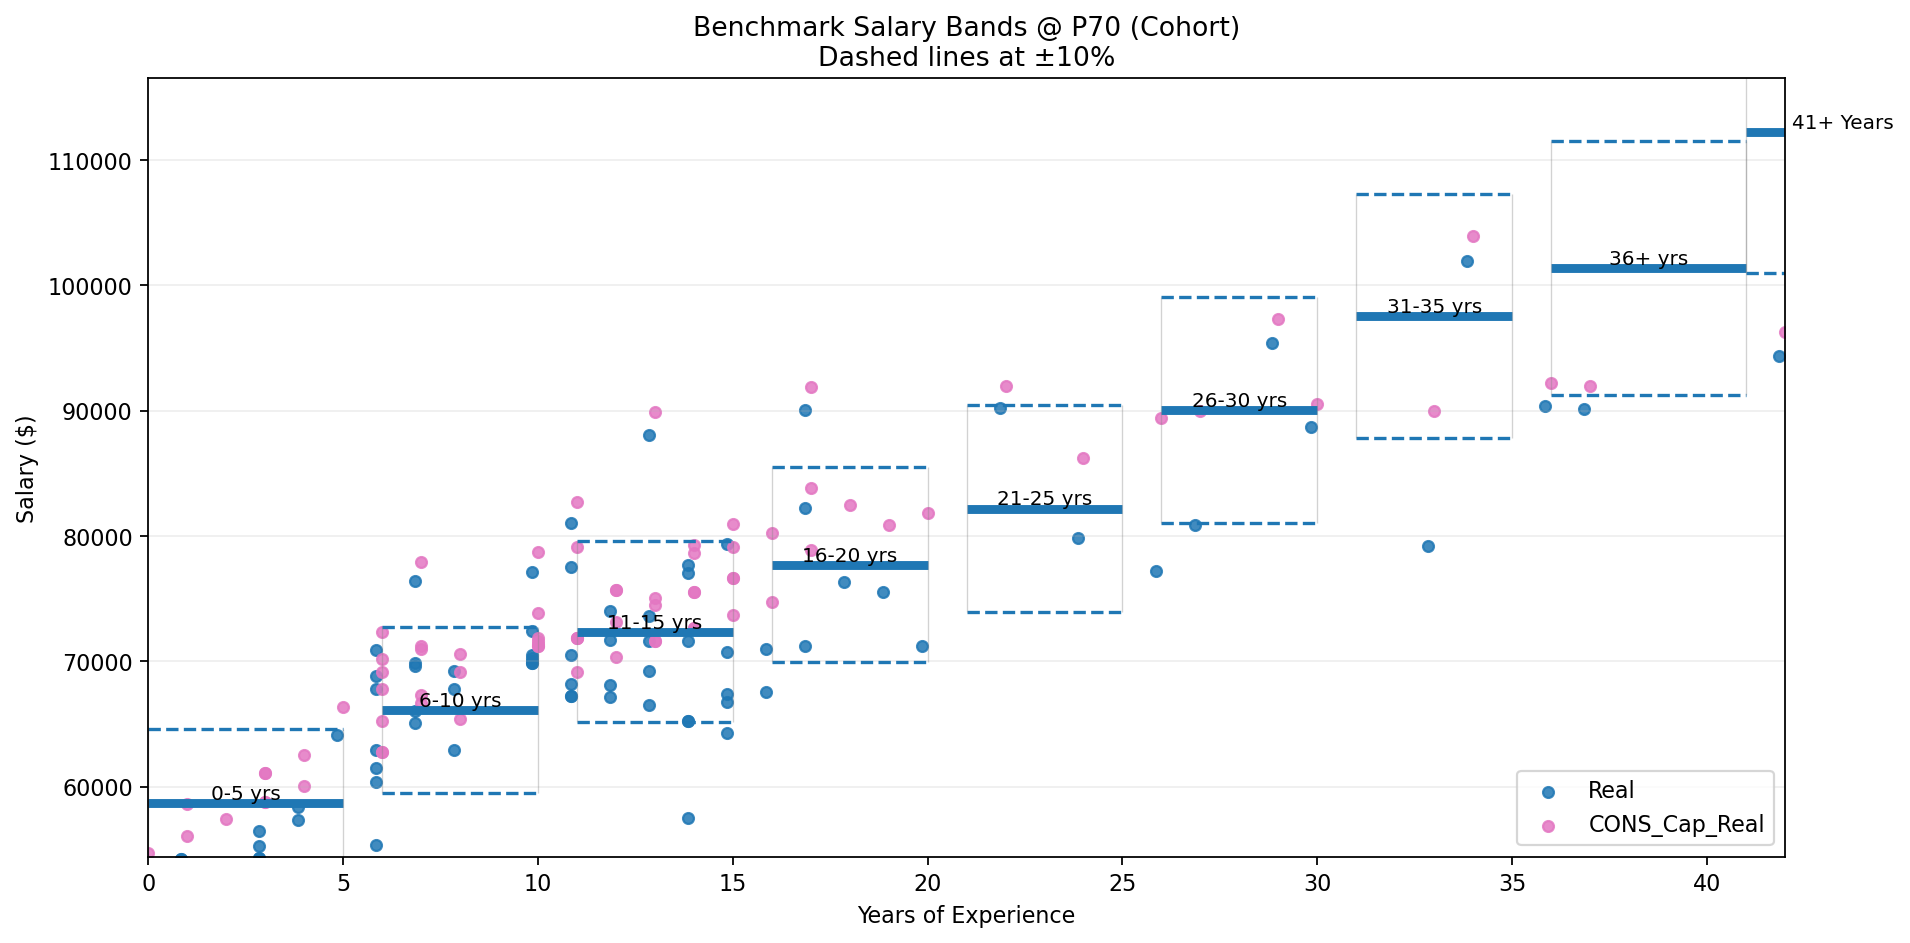 Benchmark Salary Bands @ P70 (Cohort)
Dashed lines at ±10%
41+ Years
110000
36+ yrs
100000
31-35 yrs
26-30 yrs
90000
21-25 yrs
80000
16-20 yrs
11-15 yrs
70000
6-10 yrs
60000
0-5 yrs
Salary ($)
Real
CONS_Cap_Real
0 5 10 15 20 25 30 35 40
Years of Experience